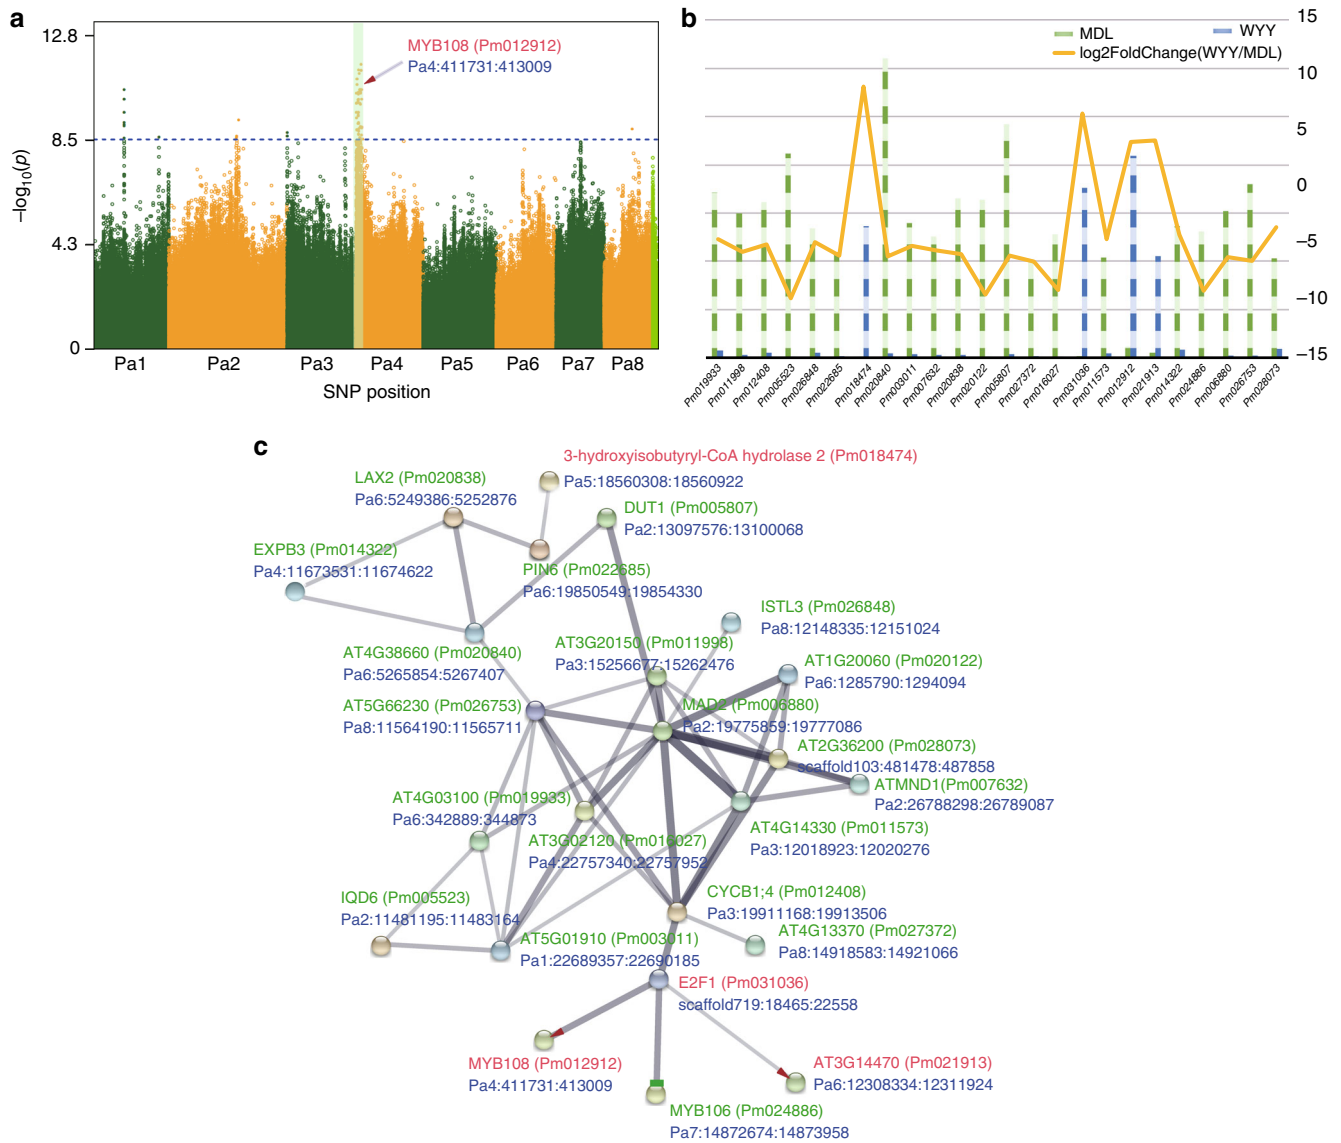 a
12.8
8.5
4.3
0
−log10(p)
MYB108 (Pm012912)
Pa4:411731:413009
Pa1
Pa2
Pa3
Pa4
Pa5
Pa6
Pa7
Pa8
SNP position
b
MDL
WYY
log2FoldChange(WYY/MDL)
15
10
5
0
−5
−10
−15
Pm019933
Pm011998
Pm012408
Pm005523
Pm026848
Pm022685
Pm018474
Pm020840
Pm003011
Pm007632
Pm020838
Pm020122
Pm005807
Pm027372
Pm016027
Pm031036
Pm011573
Pm012912
Pm021913
Pm014322
Pm024886
Pm006880
Pm026753
Pm028073
c
3-hydroxyisobutyryl-CoA hydrolase 2 (Pm018474)
Pa5:18560308:18560922
LAX2 (Pm020838)
Pa6:5249386:5252876
DUT1 (Pm005807)
Pa2:13097576:13100068
EXPB3 (Pm014322)
Pa4:11673531:11674622
PIN6 (Pm022685)
Pa6:19850549:19854330
ISTL3 (Pm026848)
Pa8:12148335:12151024
AT4G38660 (Pm020840)
Pa6:5265854:5267407
AT3G20150 (Pm011998)
Pa3:15256677:15262476
AT1G20060 (Pm020122)
Pa6:1285790:1294094
AT5G66230 (Pm026753)
Pa8:11564190:11565711
MAD2 (Pm006880)
Pa2:19775859:19777086
AT2G36200 (Pm028073)
scaffold103:481478:487858
ATMND1(Pm007632)
Pa2:26788298:26789087
AT4G03100 (Pm019933)
Pa6:342889:344873
AT3G02120 (Pm016027)
Pa4:22757340:22757952
AT4G14330 (Pm011573)
Pa3:12018923:12020276
IQD6 (Pm005523)
Pa2:11481195:11483164
CYCB1;4 (Pm012408)
Pa3:19911168:19913506
AT5G01910 (Pm003011)
Pa1:22689357:22690185
AT4G13370 (Pm027372)
Pa8:14918583:14921066
E2F1 (Pm031036)
scaffold719:18465:22558
MYB108 (Pm012912)
Pa4:411731:413009
AT3G14470 (Pm021913)
Pa6:12308334:12311924
MYB106 (Pm024886)
Pa7:14872674:14873958